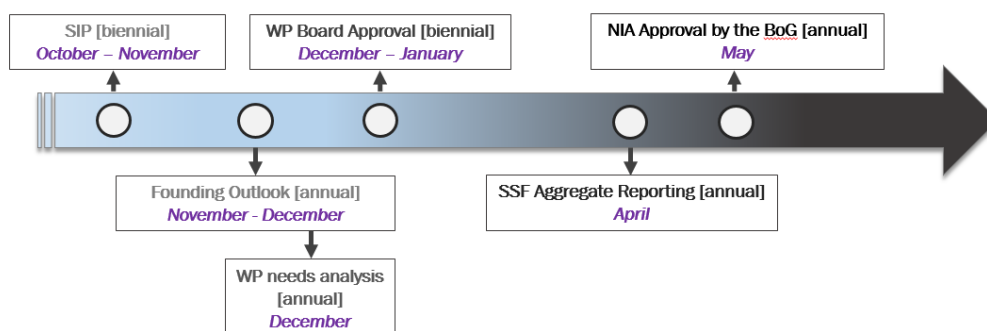 SIP [biennial]
October – November
WP Board Approval [biennial]
December – January
NIA Approval by the BoG [annual]
May
Founding Outlook [annual]
November - December
SSF Aggregate Reporting [annual]
April
WP needs analysis
[annual]
December